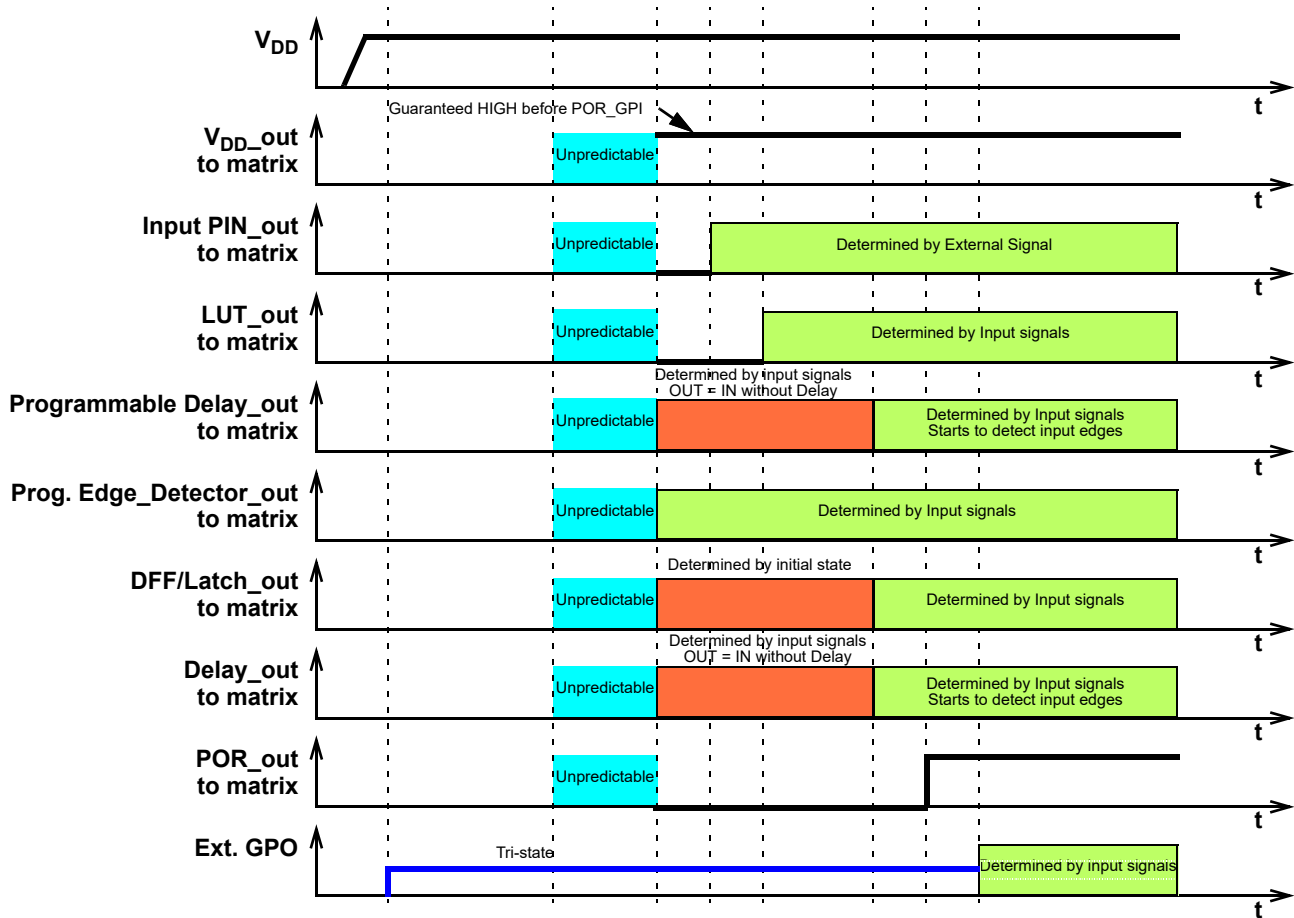 VDD
t
Guaranteed HIGH before POR_GPI
VDD_out
to matrix
Unpredictable
t
Input PIN_out
to matrix
Unpredictable
Determined by External Signal
t
LUT_out
to matrix
Unpredictable
Determined by Input signals
t
Determined by input signals
OUT = IN without Delay
Programmable Delay_out
to matrix
Unpredictable
Determined by Input signals
Starts to detect input edges
t
Prog. Edge_Detector_out
to matrix
Unpredictable
Determined by Input signals
t
Determined by initial state
DFF/Latch_out
to matrix
Unpredictable
Determined by Input signals
t
Determined by input signals
OUT = IN without Delay
Delay_out
to matrix
Unpredictable
Determined by Input signals
Starts to detect input edges
t
POR_out
to matrix
Unpredictable
t
Ext. GPO
Tri-state
Determined by input signals
t